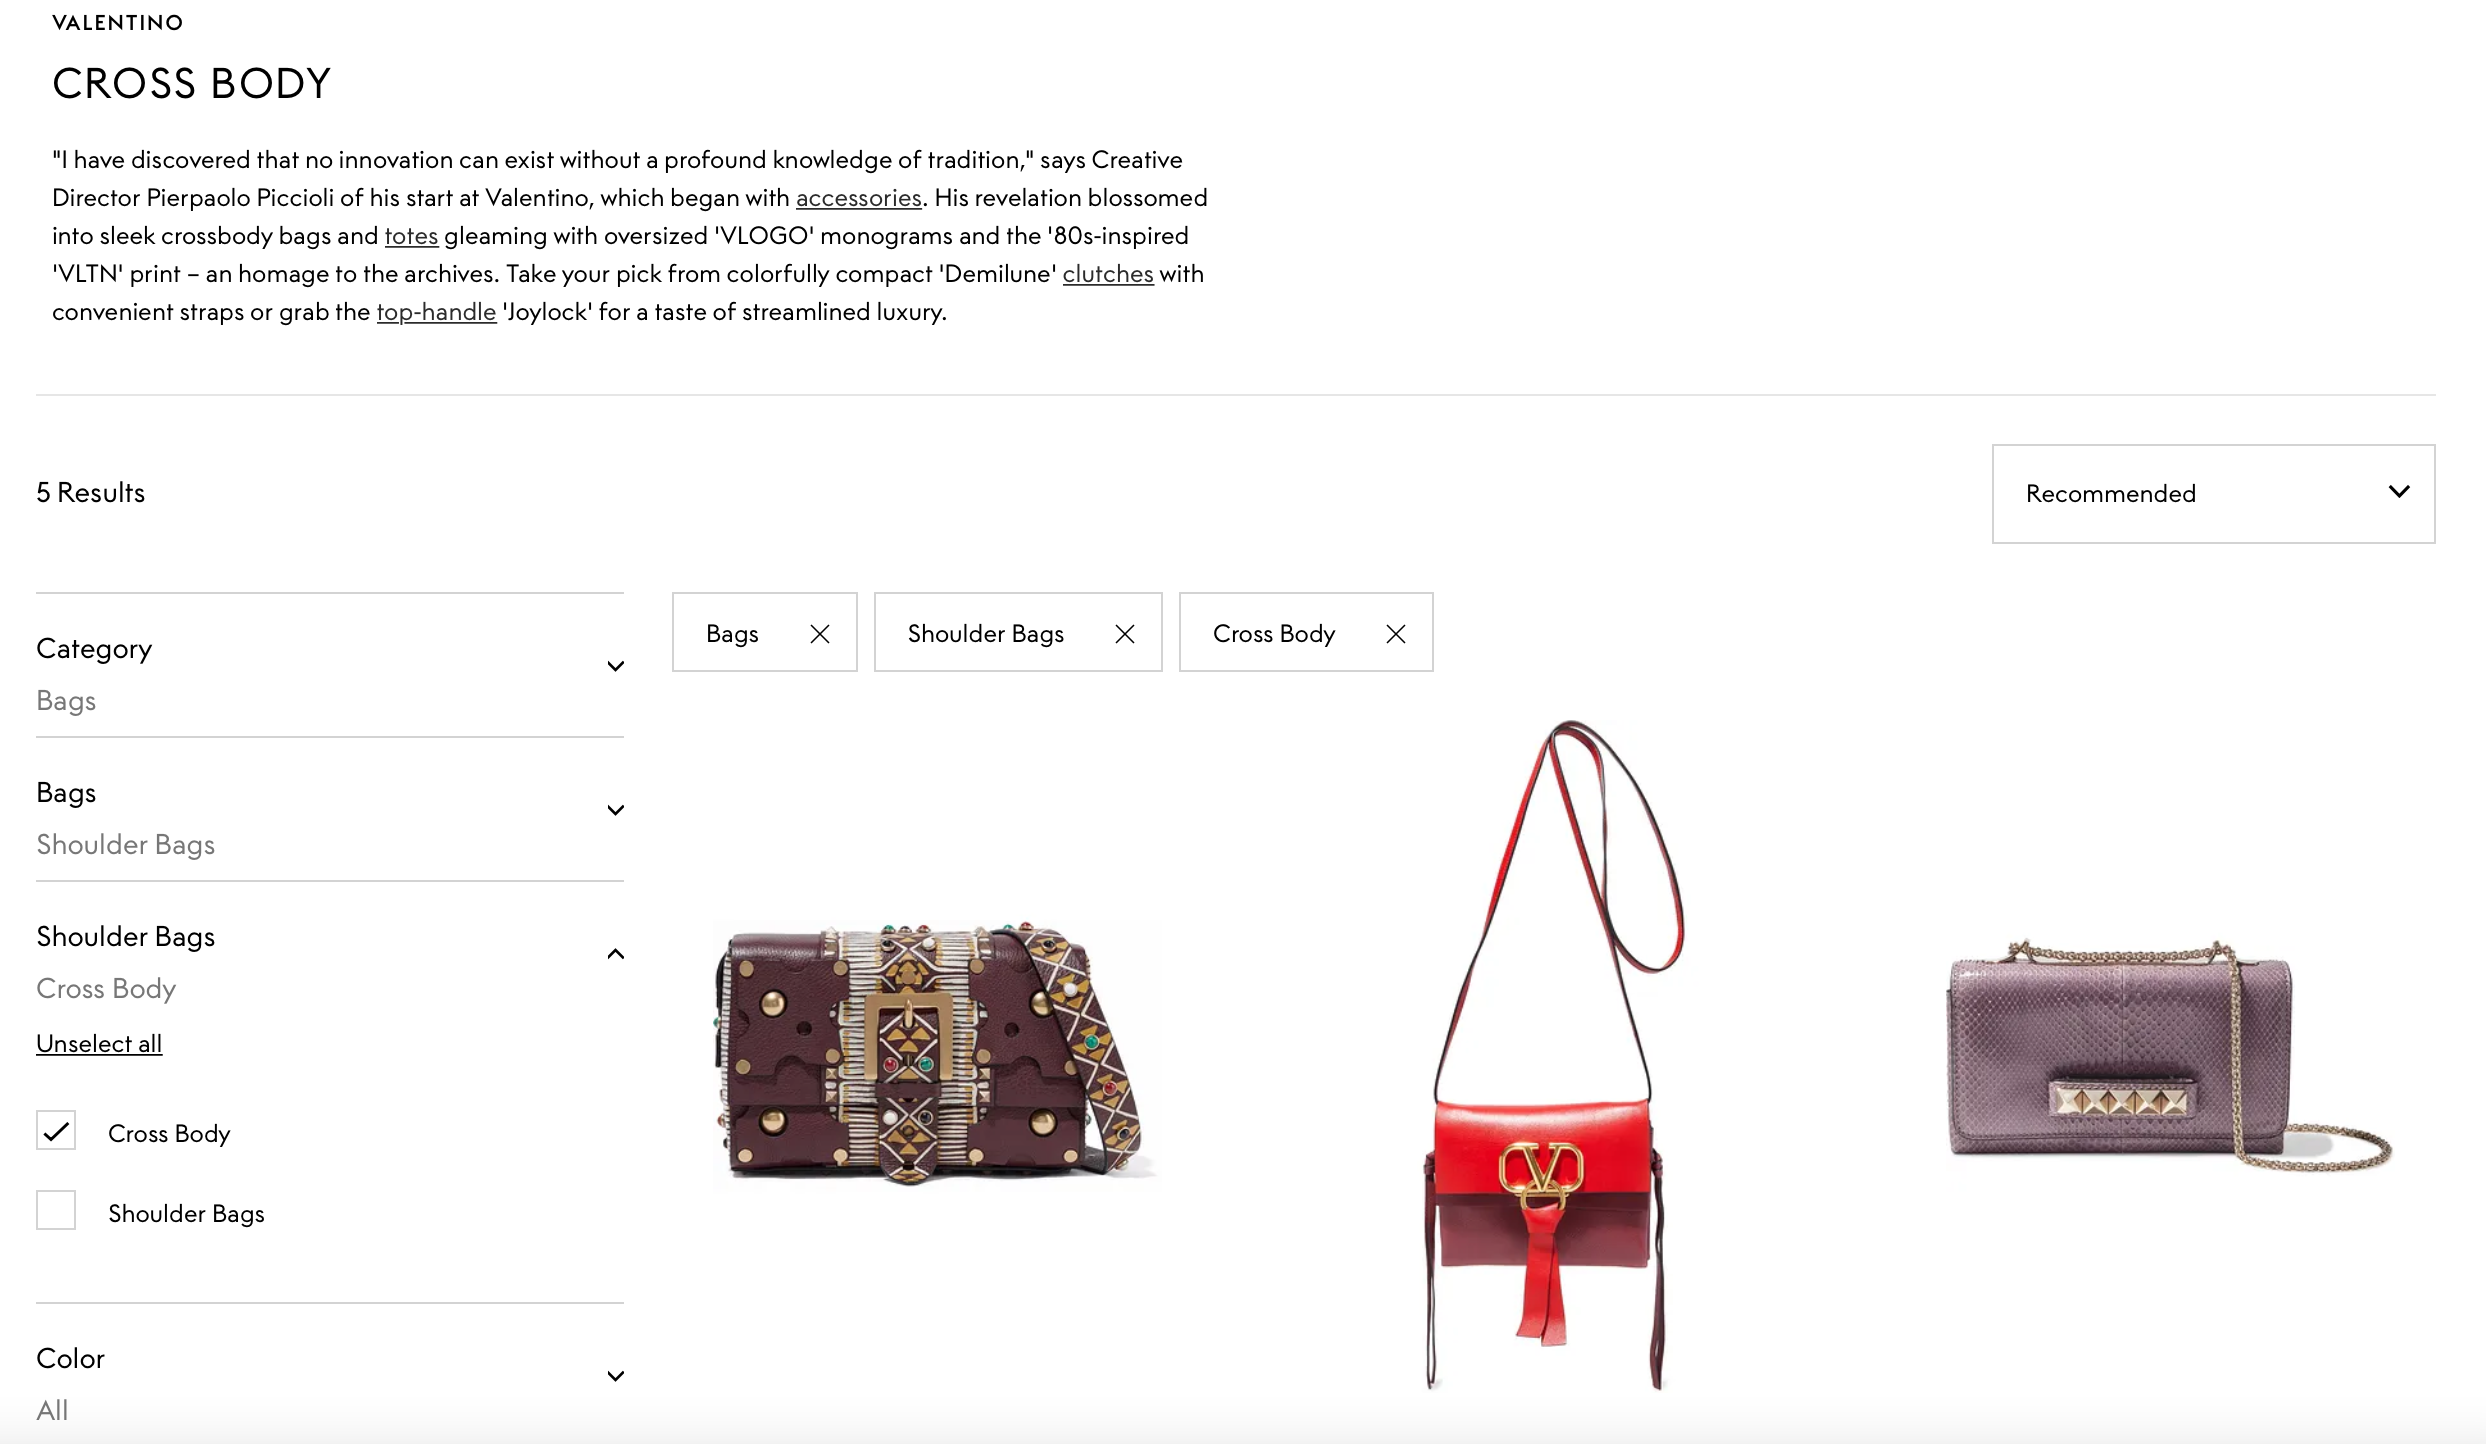 VALENTINO
CROSS BODY
"I have discovered that no innovation can exist without a profound knowledge of tradition," says Creative
Director Pierpaolo Piccioli of his start at Valentino, which began with accessories. His revelation blossomed
into sleek crossbody bags and totes gleaming with oversized 'VLOGO' monograms and the '80s-inspired
'VLTN' print – an homage to the archives. Take your pick from colorfully compact 'Demilune' clutches with
convenient straps or grab the top-handle 'Joylock' for a taste of streamlined luxury.
5 Results
Recommended
Category
Bags
Bags
Shoulder Bags
Shoulder Bags
Cross Body
Unselect all
Cross Body
Shoulder Bags
Color
All
Bags
Shoulder Bags
Cross Body
V